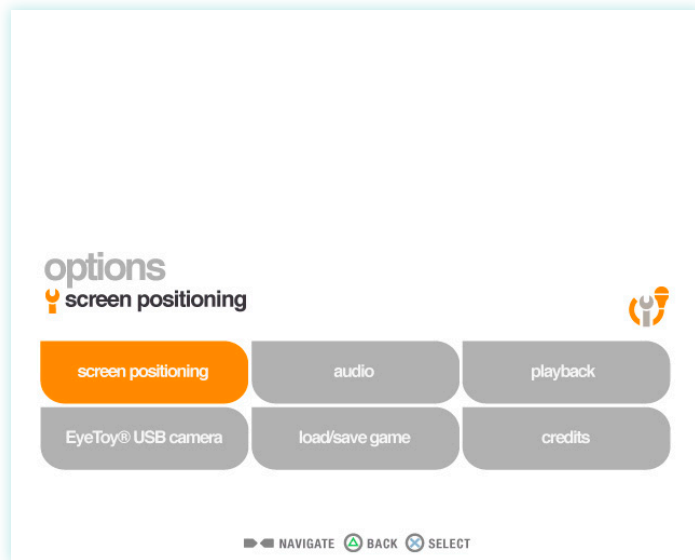 options
screen positioning
screen positioning audio playback
EyeToy® USB camera load/save game credits
NAVIGATE BACK SELECT